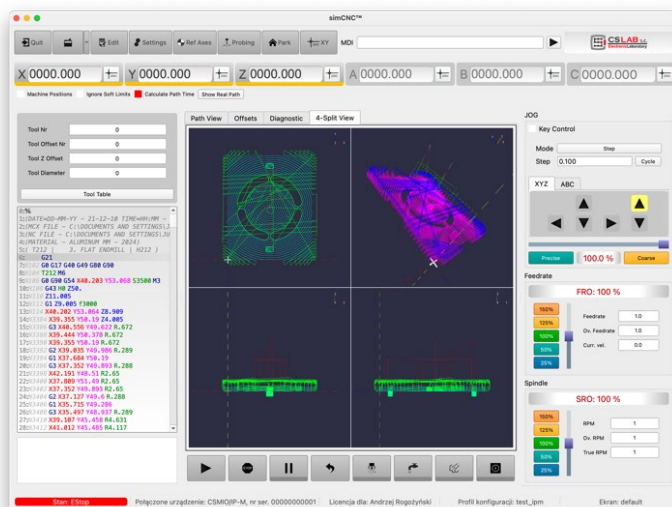 simCNC™
Quit
Edit
Settings
Ref Axes
Probing
Park
XY
MDI
CSLAB s.c.
Electronics Laboratory
X 0000.000
Y 0000.000
Z 0000.000
A 0000.000
B 0000.000
C 0000.000
Machine Positions
Ignore Soft Limits
Calculate Path Time
Show Real Path
Tool Nr 0
Tool Offset Nr 0
Tool Z Offset 0
Tool Diameter 0
Tool Table
Path View
Offsets
Diagnostic
4-Split View
%
G21
G0 G17 G40 G49 G80 G90
T212 M6
G0 G90 G54 X40.203 Y53.068 S3500 M3
G43 H0 Z50.
Z11.005
G1 Z9.005 F3000
X40.202 Y53.064 Z8.909
X39.355 Y50.19 Z4.005
G3 X40.556 Y49.622 R.672
X39.444 Y50.378 R.672
X39.355 Y50.19 R.672
G2 X39.035 Y49.986 R.289
G1 X37.684 Y50.19
G3 X37.352 Y49.893 R.288
X42.191 Y48.51 R2.65
X37.809 Y51.49 R2.65
X37.352 Y49.893 R2.65
G2 X37.127 Y49.6 R.288
G1 X35.715 Y49.286
G3 X35.497 Y48.937 R.289
X39.107 Y45.458 R4.631
X41.012 Y45.485 R4.117
JOG
Key Control
Mode Step
Step 0.100 Cycle
XYZ
ABC
Precise 100.0 % Coarse
Feedrate
FRO: 100 %
150%
125%
100%
50%
25%
Feedrate 1.0
Ov. Feedrate 1.0
Curr. vel. 0.0
Spindle
SRO: 100 %
150%
125%
100%
50%
25%
RPM 1
Ov. RPM 1
True RPM 1
Stan: EStop
Połączone urządzenie: CSMIO/IP-M, nr ser. 00000000001
Licencja dla: Andrzej Rogożyński
Profil konfiguracji: test_ipm
Ekran: default